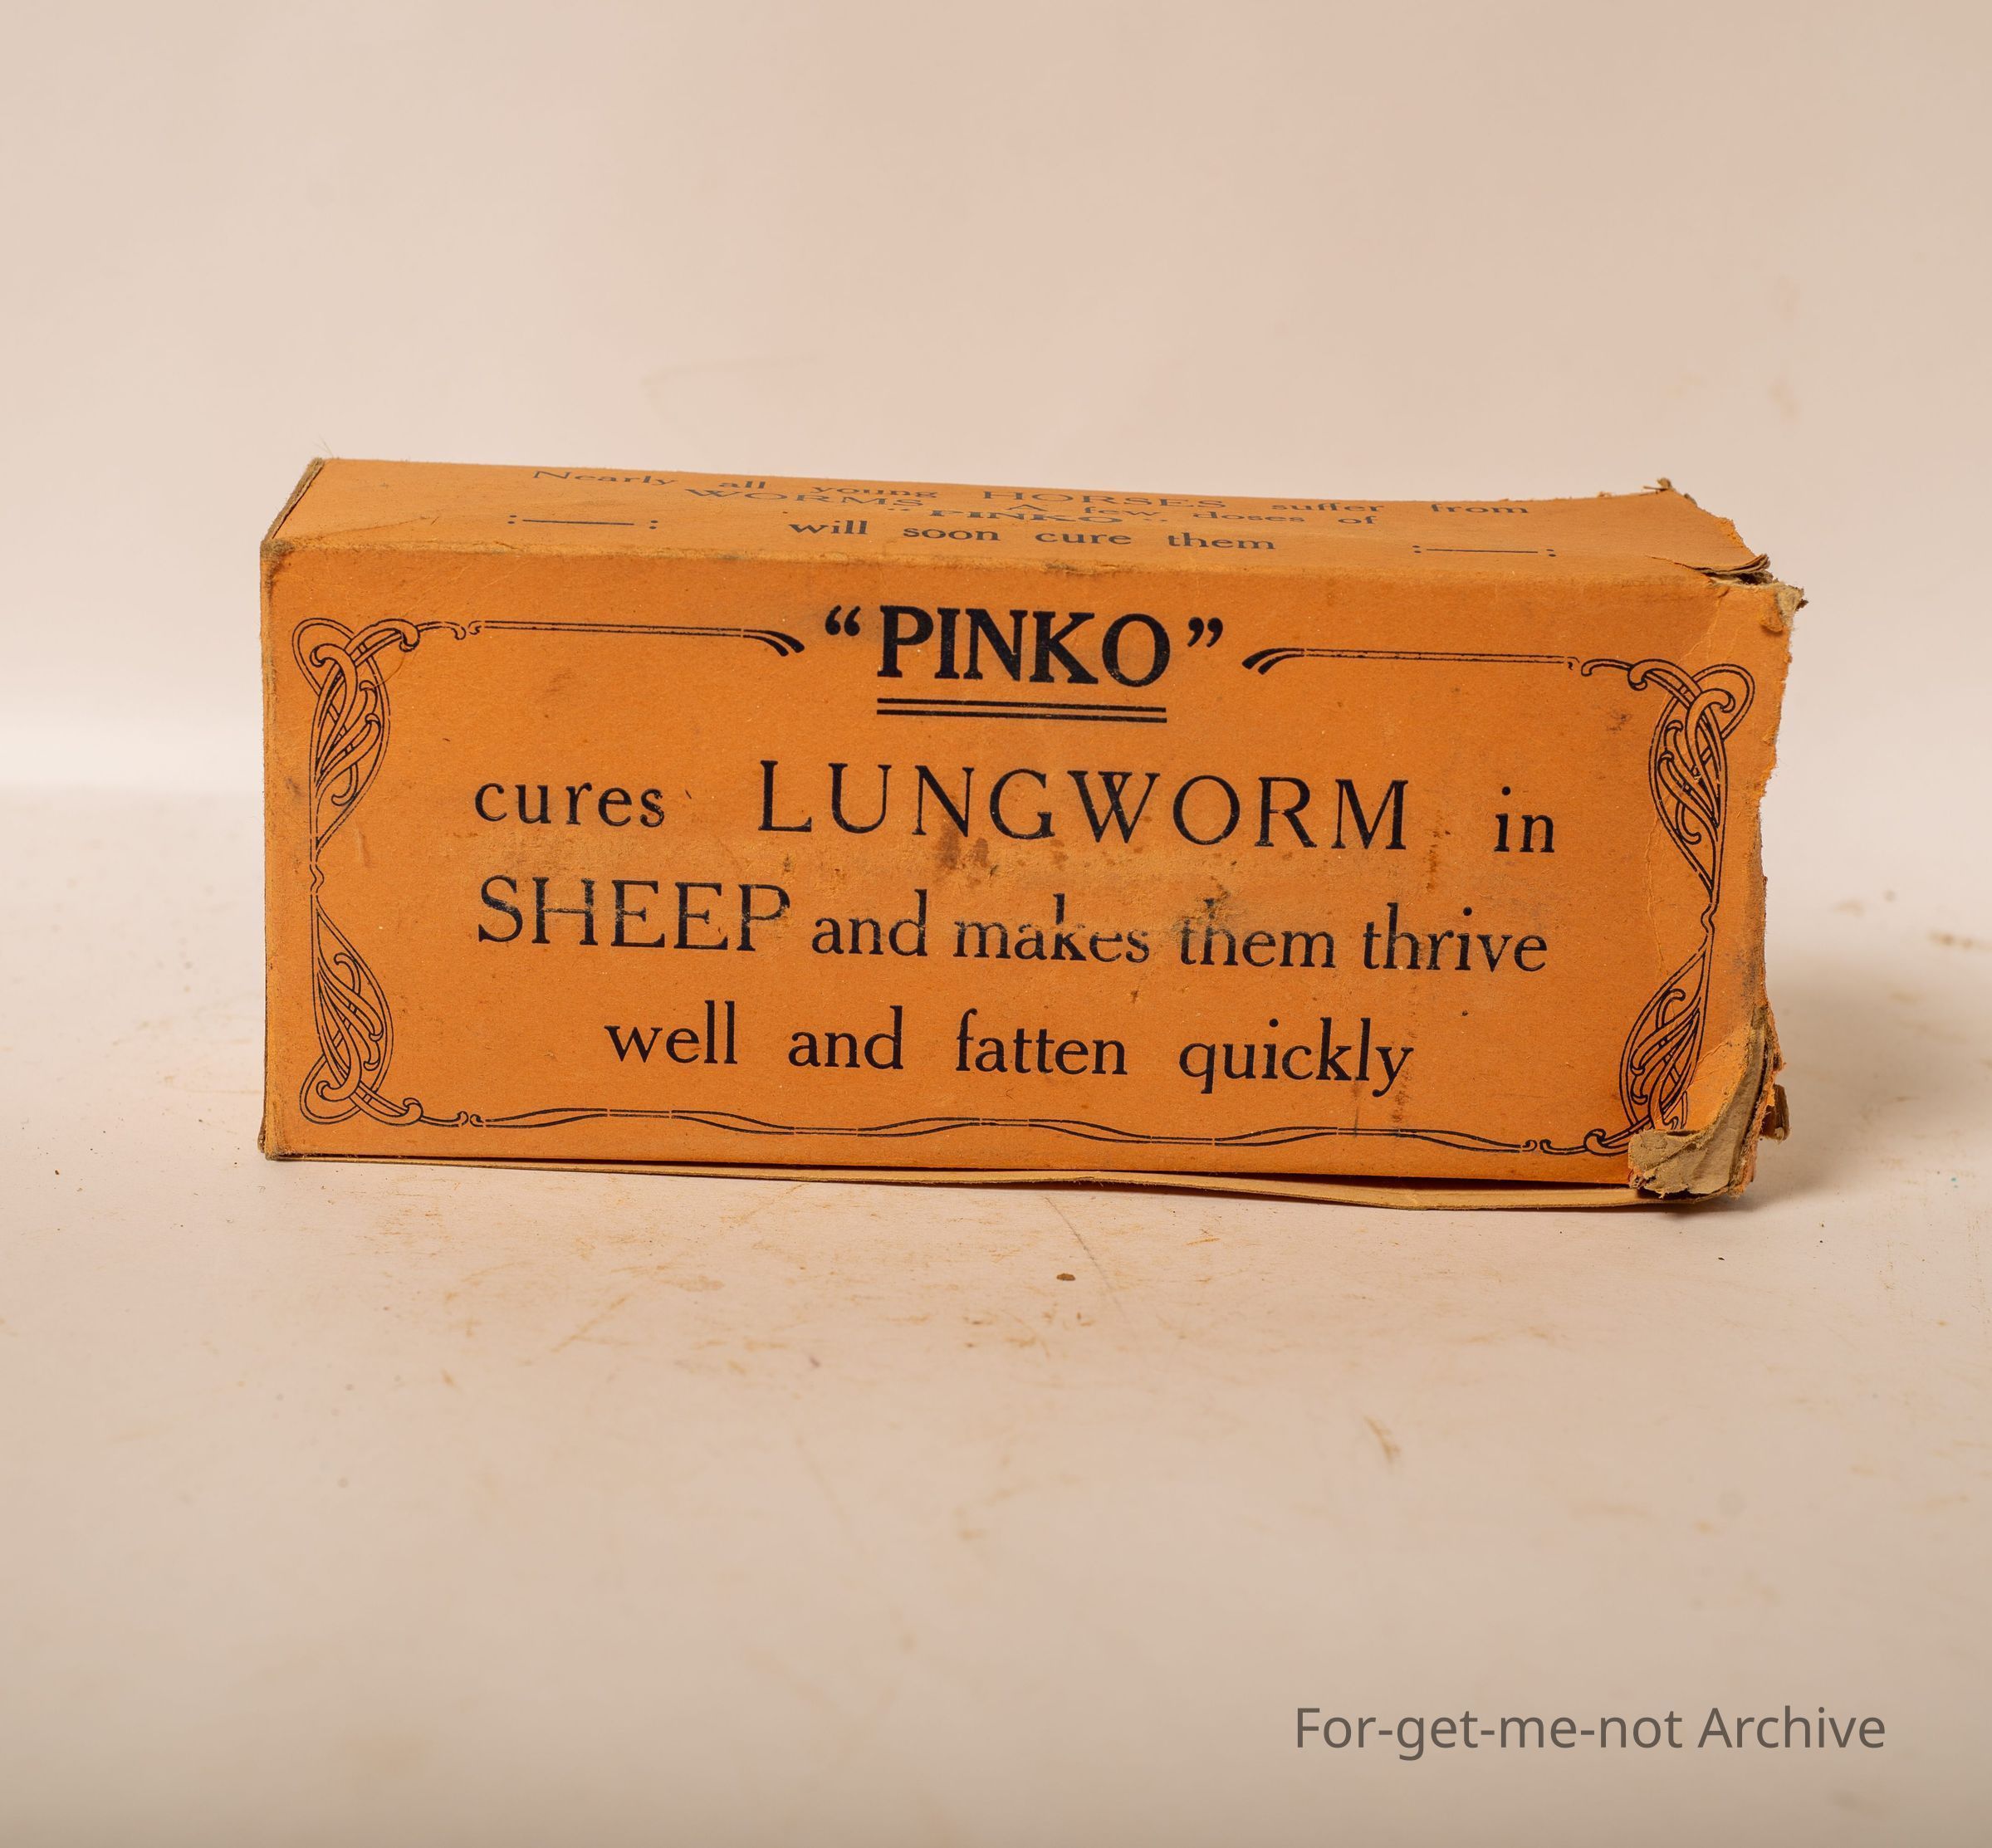 Nearly all young HORSES suffer from
WORMS A few doses of
"PINKO"
:——: will soon cure them :——:
“PINKO”
cures LUNGWORM in
SHEEP and makes them thrive
well and fatten quickly
For-get-me-not Archive